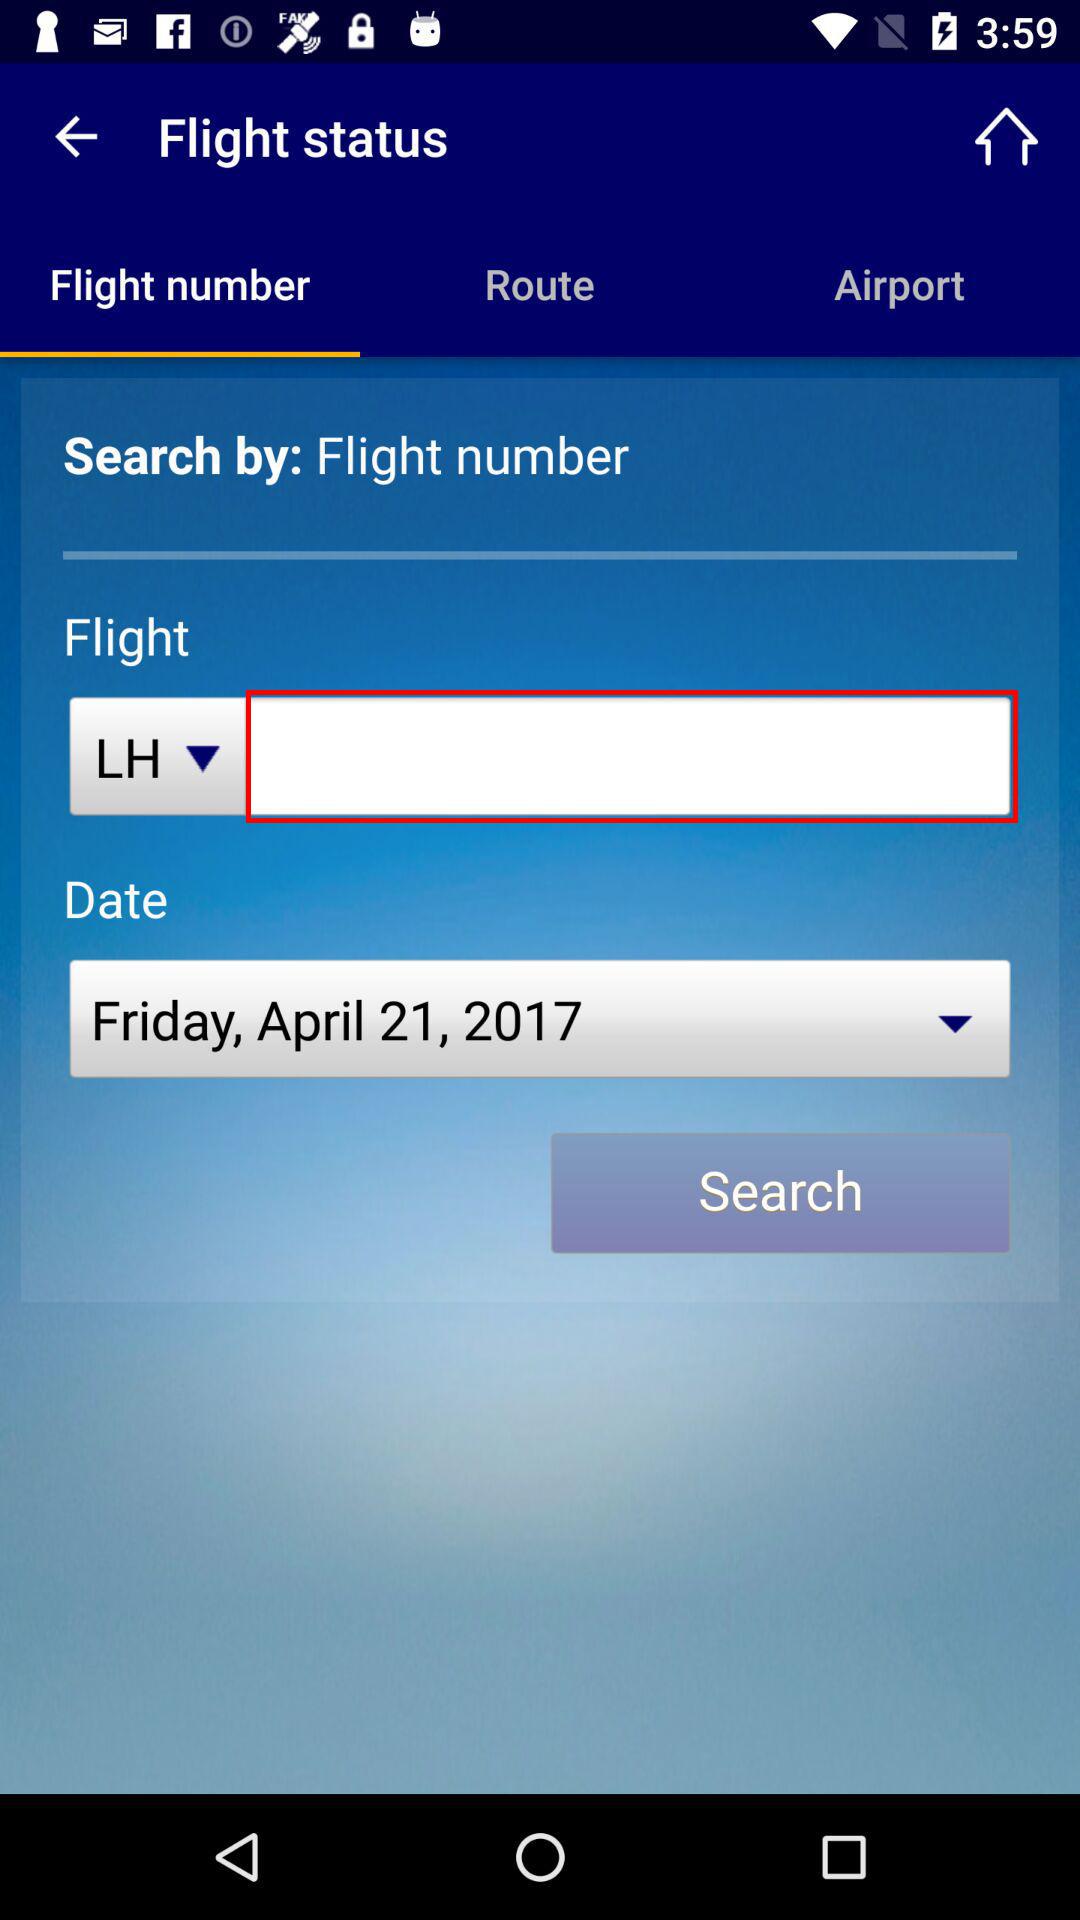 FAKE
3:59
Flight status
Flight number Route Airport
Search by: Flight number
Flight
LH
Date
Friday, April 21, 2017
Search